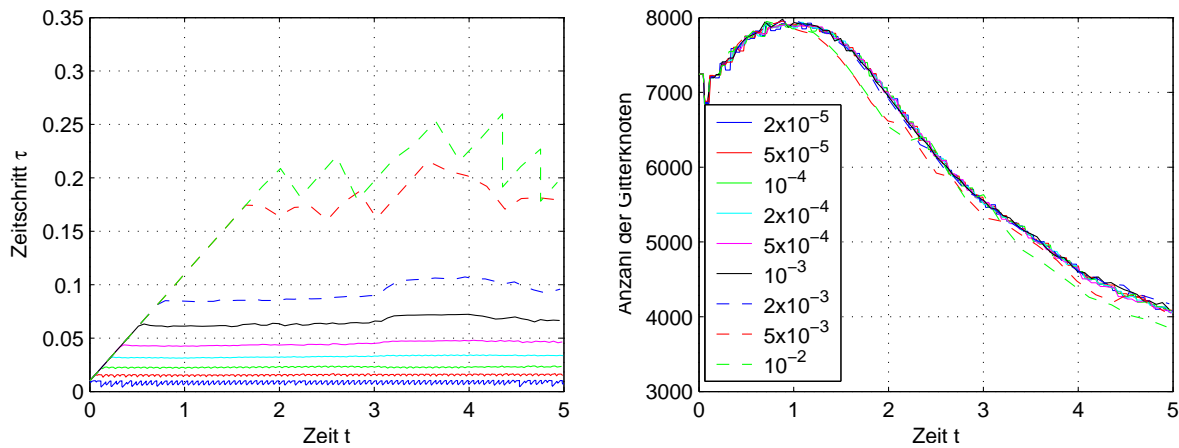 0.35
0.3
0.25
0.2
0.15
0.1
0.05
0
0 1 2 3 4 5
Zeitschritt τ
Zeit t
8000
7000
6000
5000
4000
3000
0 1 2 3 4 5
Anzahl der Gitterknoten
Zeit t
2x10⁻⁵
5x10⁻⁵
10⁻⁴
2x10⁻⁴
5x10⁻⁴
10⁻³
2x10⁻³
5x10⁻³
10⁻²